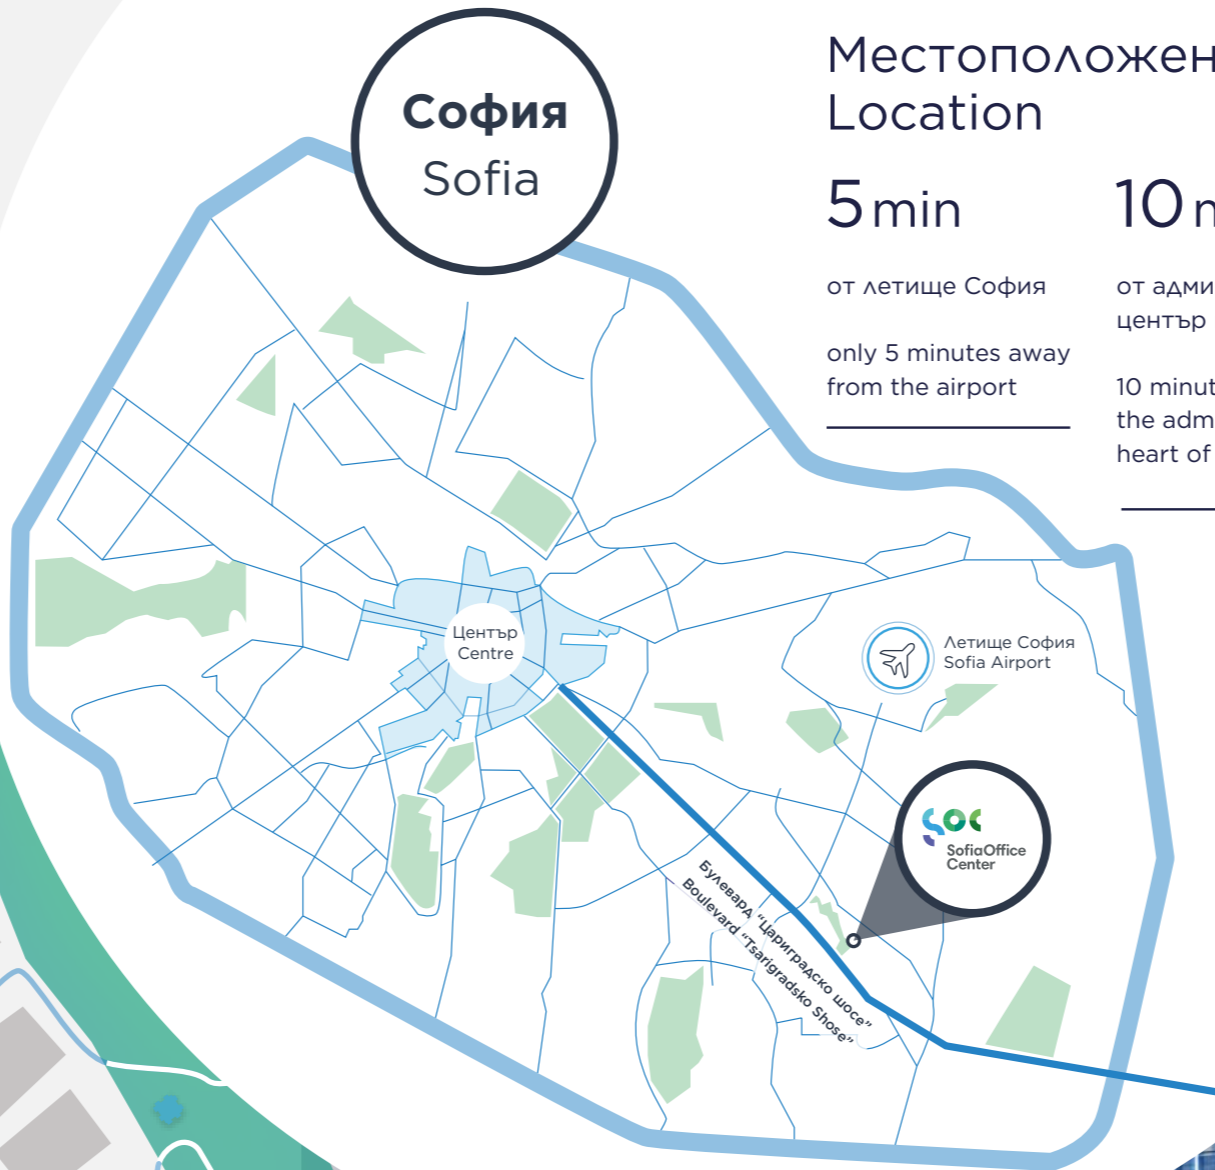 София
Sofia
Местоположен
Location
5 min
от летище София
only 5 minutes away
from the airport
10 m
от адми
център
10 minut
the adm
heart of
Център
Centre
Летище София
Sofia Airport
SOC
SofiaOffice
Center
Булевард "Цариградско шосе"
Boulevard "Tsarigradsko Shose"